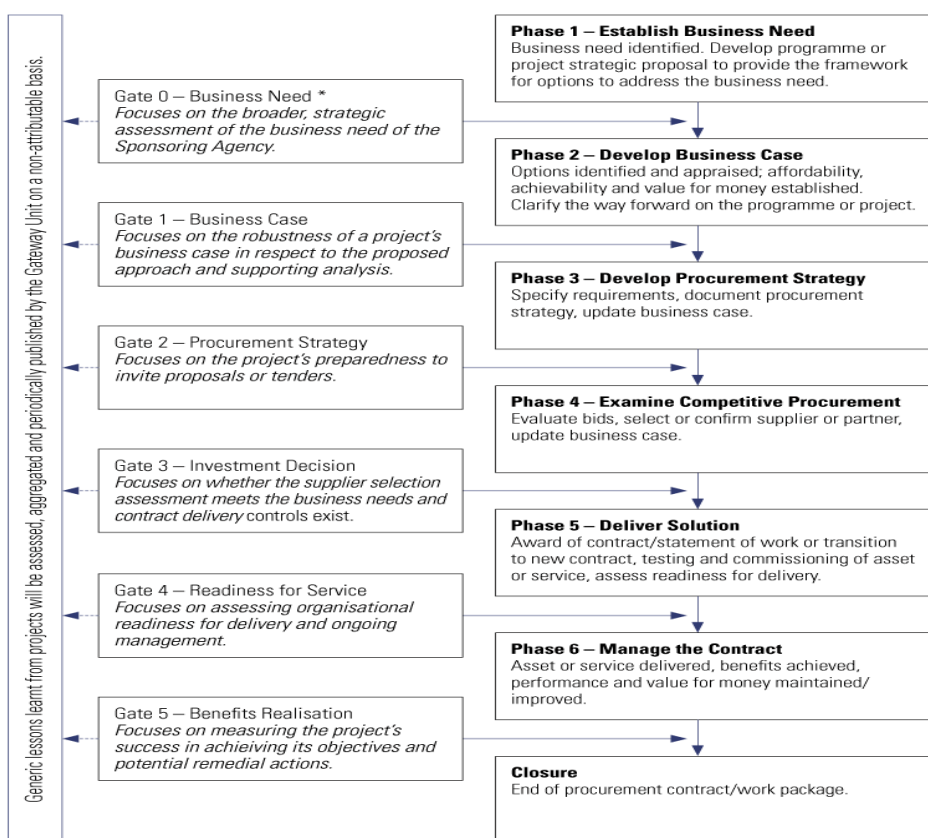 Generic lessons learnt from projects will be assessed, aggregated and periodically published by the Gateway Unit on a non-attributable basis.
Phase 1 – Establish Business Need
Business need identified. Develop programme or
project strategic proposal to provide the framework
for options to address the business need.
Gate 0 – Business Need *
Focuses on the broader, strategic
assessment of the business need of the
Sponsoring Agency.
Phase 2 – Develop Business Case
Options identified and appraised; affordability,
achievability and value for money established.
Clarify the way forward on the programme or project.
Gate 1 – Business Case
Focuses on the robustness of a project's
business case in respect to the proposed
approach and supporting analysis.
Phase 3 – Develop Procurement Strategy
Specify requirements, document procurement
strategy, update business case.
Gate 2 – Procurement Strategy
Focuses on the project's preparedness to
invite proposals or tenders.
Phase 4 – Examine Competitive Procurement
Evaluate bids, select or confirm supplier or partner,
update business case.
Gate 3 – Investment Decision
Focuses on whether the supplier selection
assessment meets the business needs and
contract delivery controls exist.
Phase 5 – Deliver Solution
Award of contract/statement of work or transition
to new contract, testing and commissioning of asset
or service, assess readiness for delivery.
Gate 4 – Readiness for Service
Focuses on assessing organisational
readiness for delivery and ongoing
management.
Phase 6 – Manage the Contract
Asset or service delivered, benefits achieved,
performance and value for money maintained/
improved.
Gate 5 – Benefits Realisation
Focuses on measuring the project's
success in achieiving its objectives and
potential remedial actions.
Closure
End of procurement contract/work package.